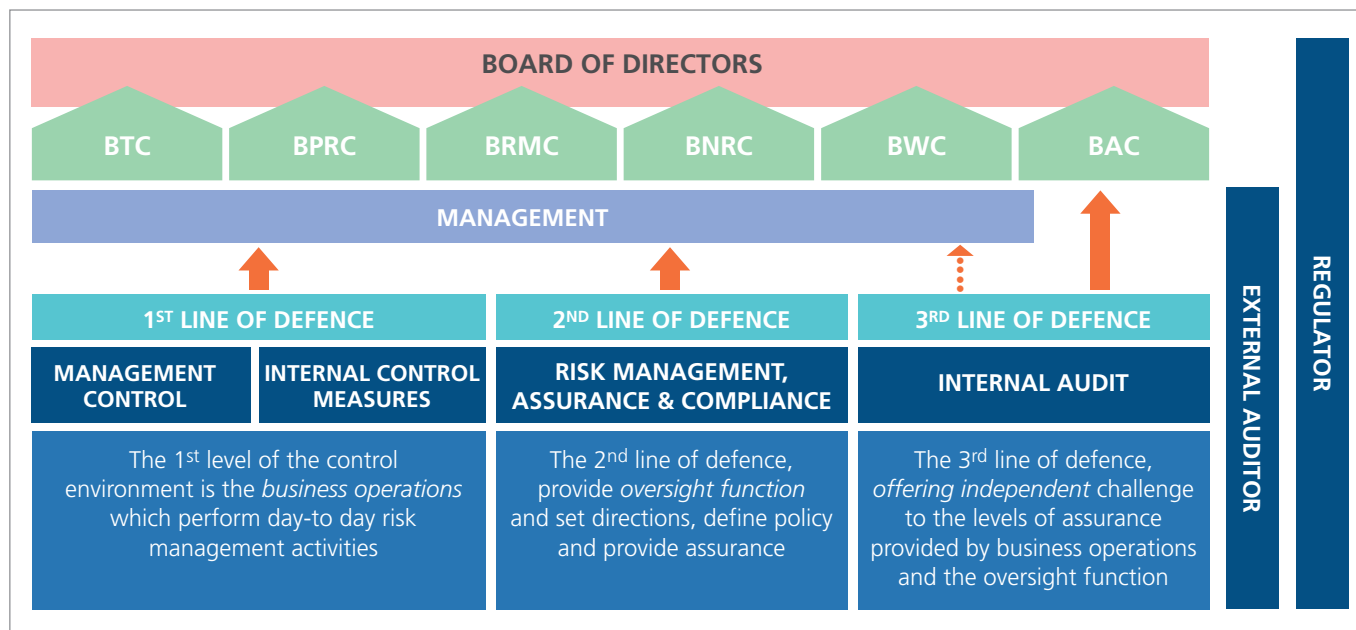 BOARD OF DIRECTORS
BTC
BPRC
BRMC
BNRC
BWC
BAC
MANAGEMENT
1ST LINE OF DEFENCE
2ND LINE OF DEFENCE
3RD LINE OF DEFENCE
MANAGEMENT
CONTROL
INTERNAL CONTROL
MEASURES
RISK MANAGEMENT,
ASSURANCE & COMPLIANCE
INTERNAL AUDIT
The 1st level of the control
environment is the business operations
which perform day-to day risk
management activities
The 2nd line of defence,
provide oversight function
and set directions, define policy
and provide assurance
The 3rd line of defence,
offering independent challenge
to the levels of assurance
provided by business operations
and the oversight function
EXTERNAL AUDITOR
REGULATOR